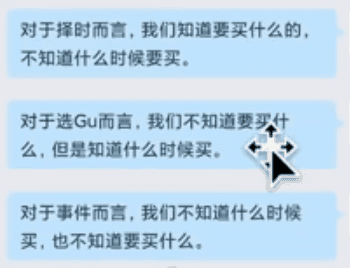 对于择时而言，我们知道要买什么的，
不知道什么时候要买。
对于选Gu而言，我们不知道要买什
么，但是知道什么时候买。
对于事件而言，我们不知道什么时候
买，也不知道要买什么。